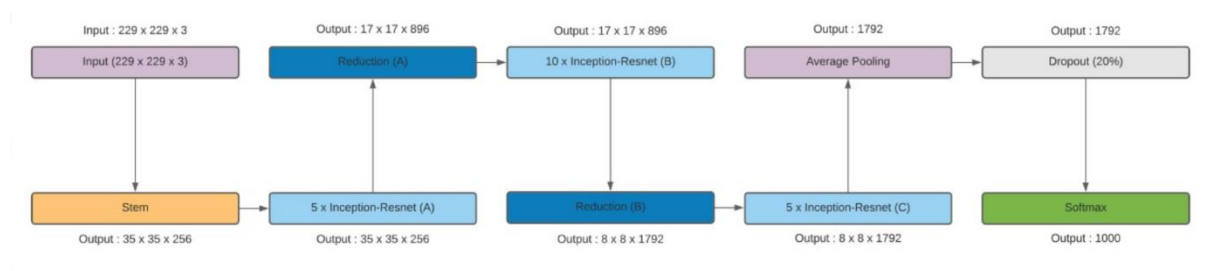 Input : 229 x 229 x 3
Input (229 x 229 x 3)
Stem
Output : 35 x 35 x 256
5 x Inception-Resnet (A)
Output : 35 x 35 x 256
Output : 17 x 17 x 896
Reduction (A)
Output : 17 x 17 x 896
10 x Inception-Resnet (B)
Reduction (B)
Output : 8 x 8 x 1792
5 x Inception-Resnet (C)
Output : 8 x 8 x 1792
Output : 1792
Average Pooling
Output : 1792
Dropout (20%)
Softmax
Output : 1000